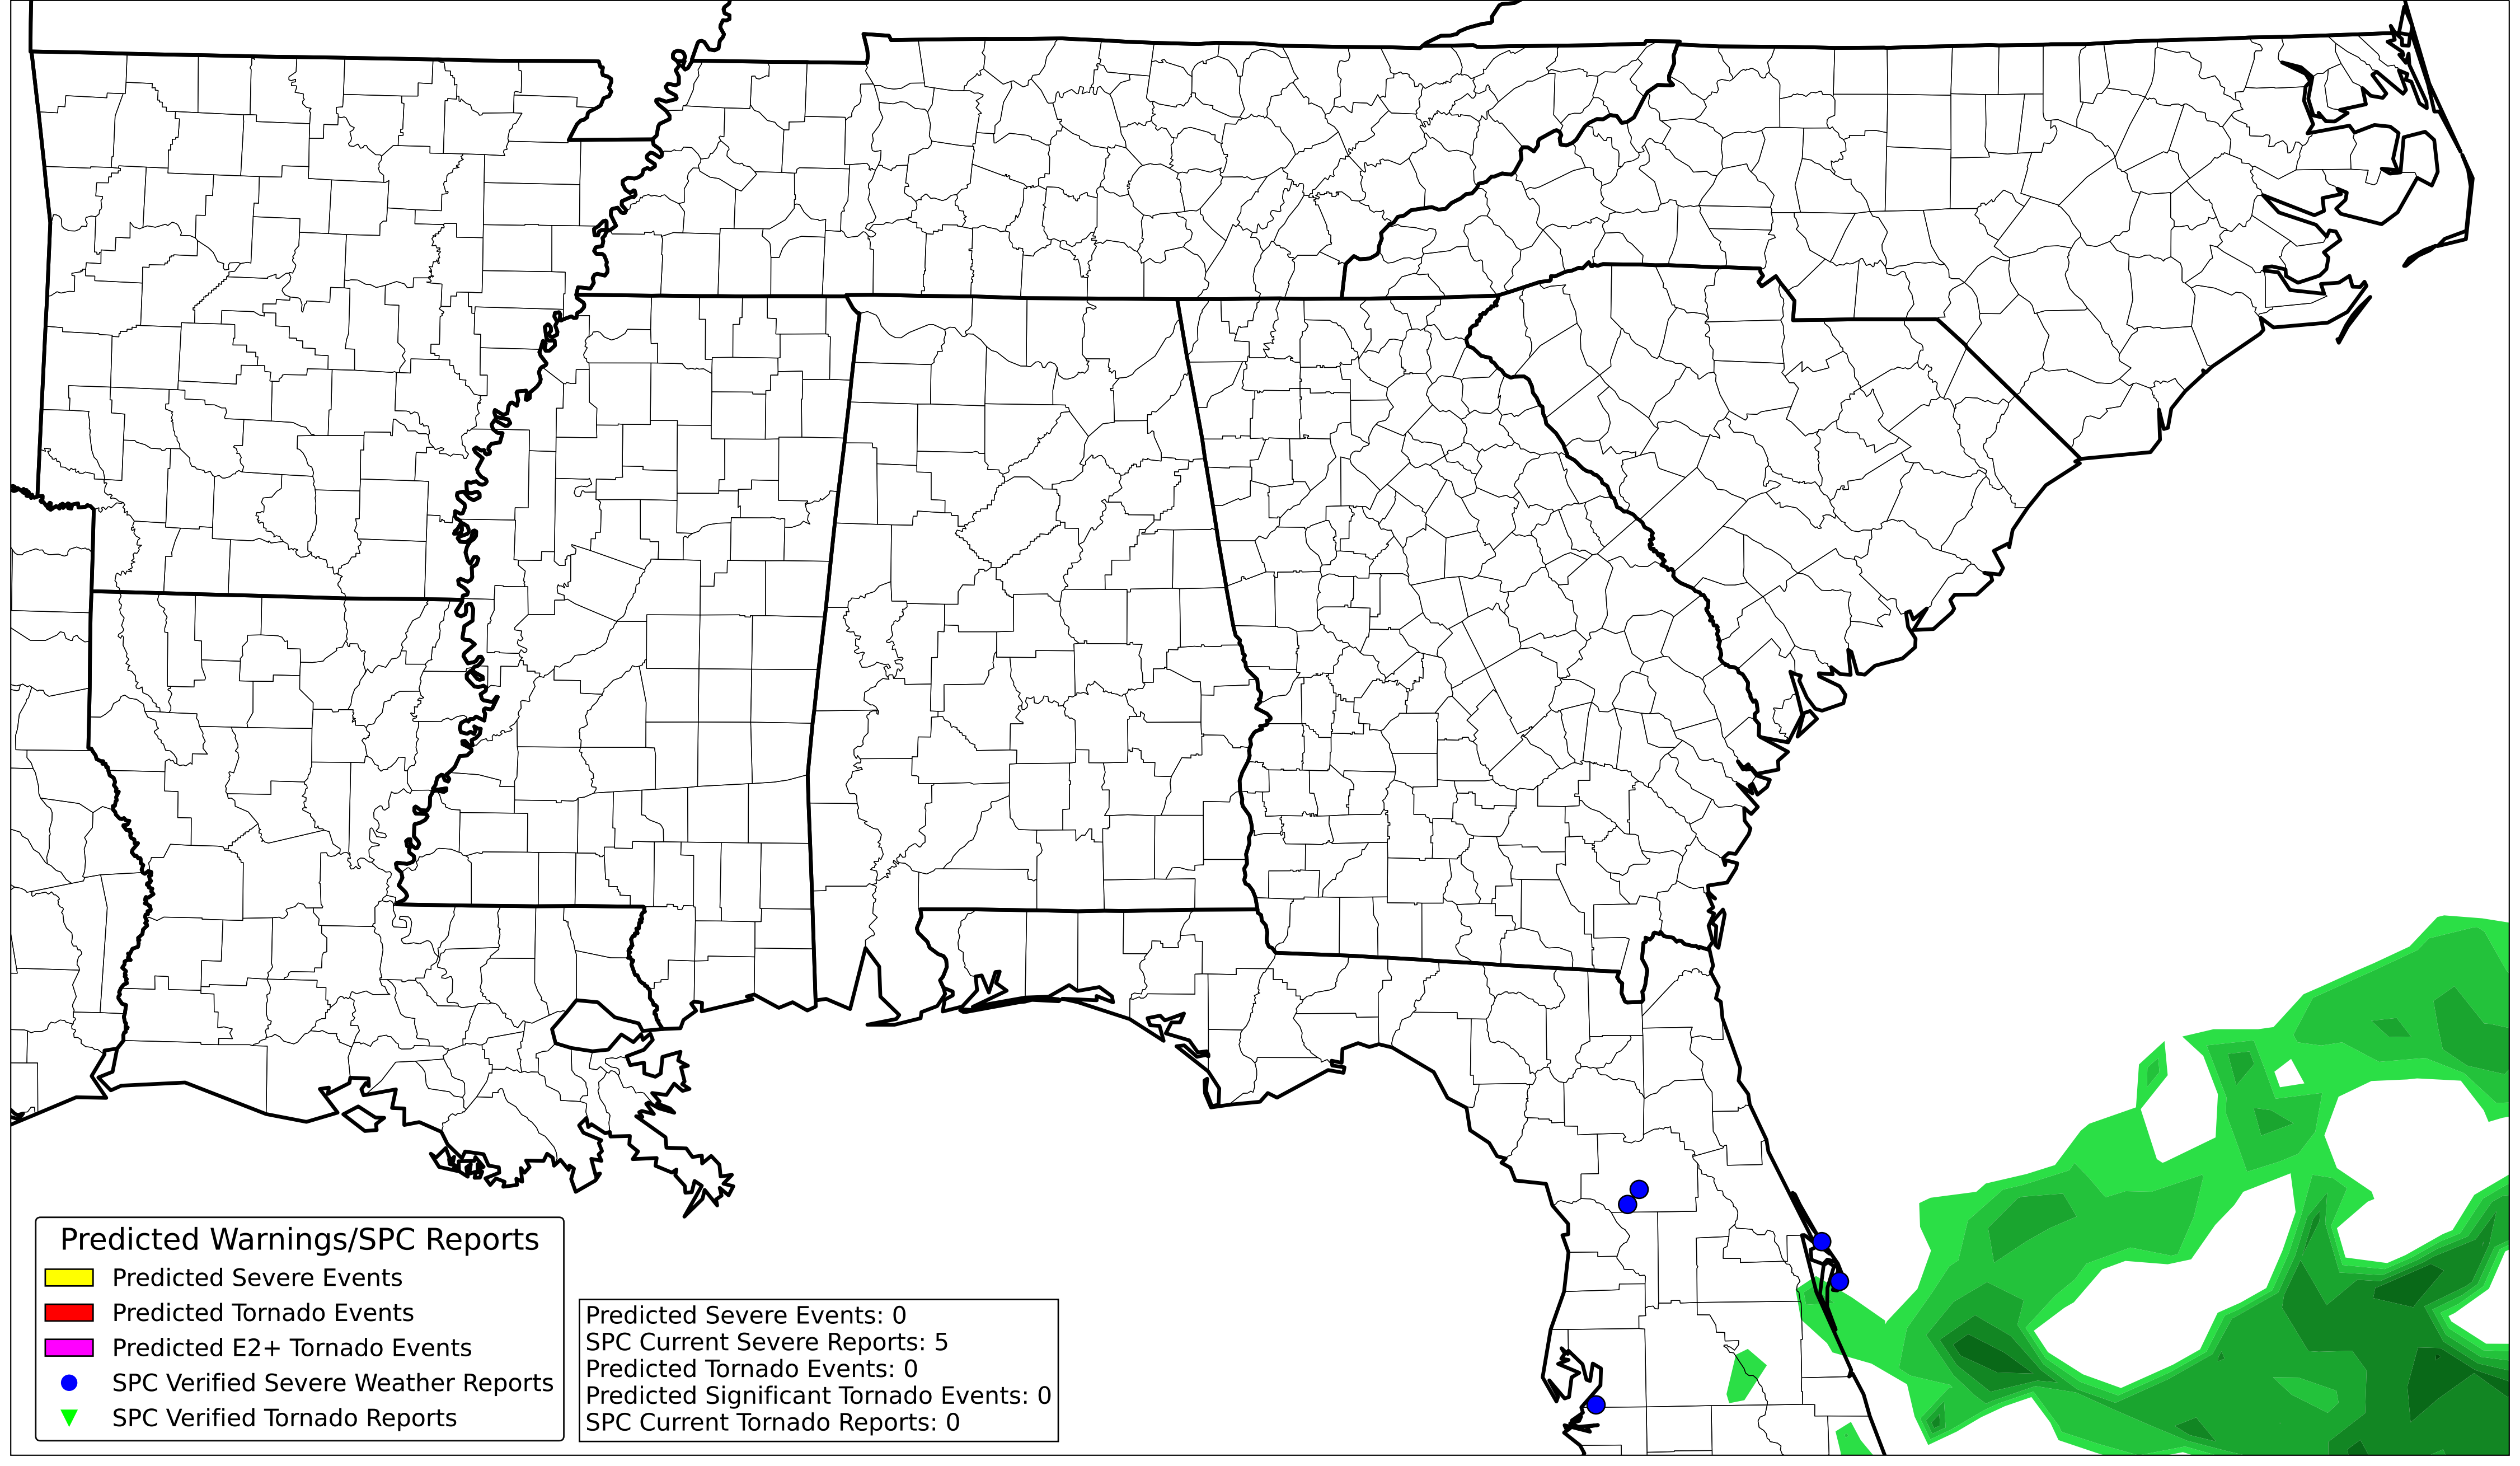 Predicted Warnings/SPC Reports
Predicted Severe Events
Predicted Tornado Events
Predicted E2+ Tornado Events
SPC Verified Severe Weather Reports
SPC Verified Tornado Reports
Predicted Severe Events: 0
SPC Current Severe Reports: 5
Predicted Tornado Events: 0
Predicted Significant Tornado Events: 0
SPC Current Tornado Reports: 0